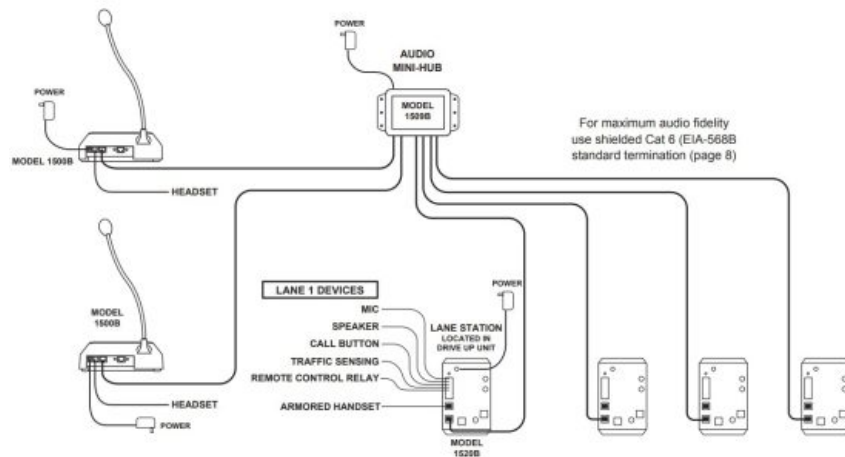 POWER
AUDIO
MINI-HUB
MODEL
1509B
For maximum audio fidelity
use shielded Cat 6 (EIA-568B
standard termination (page 8)
POWER
MODEL 1500B
HEADSET
MODEL
1500B
HEADSET
POWER
LANE 1 DEVICES
MIC
SPEAKER
CALL BUTTON
TRAFFIC SENSING
REMOTE CONTROL RELAY
ARMORED HANDSET
POWER
LANE STATION
LOCATED IN
DRIVE UP UNIT
MODEL
1520B